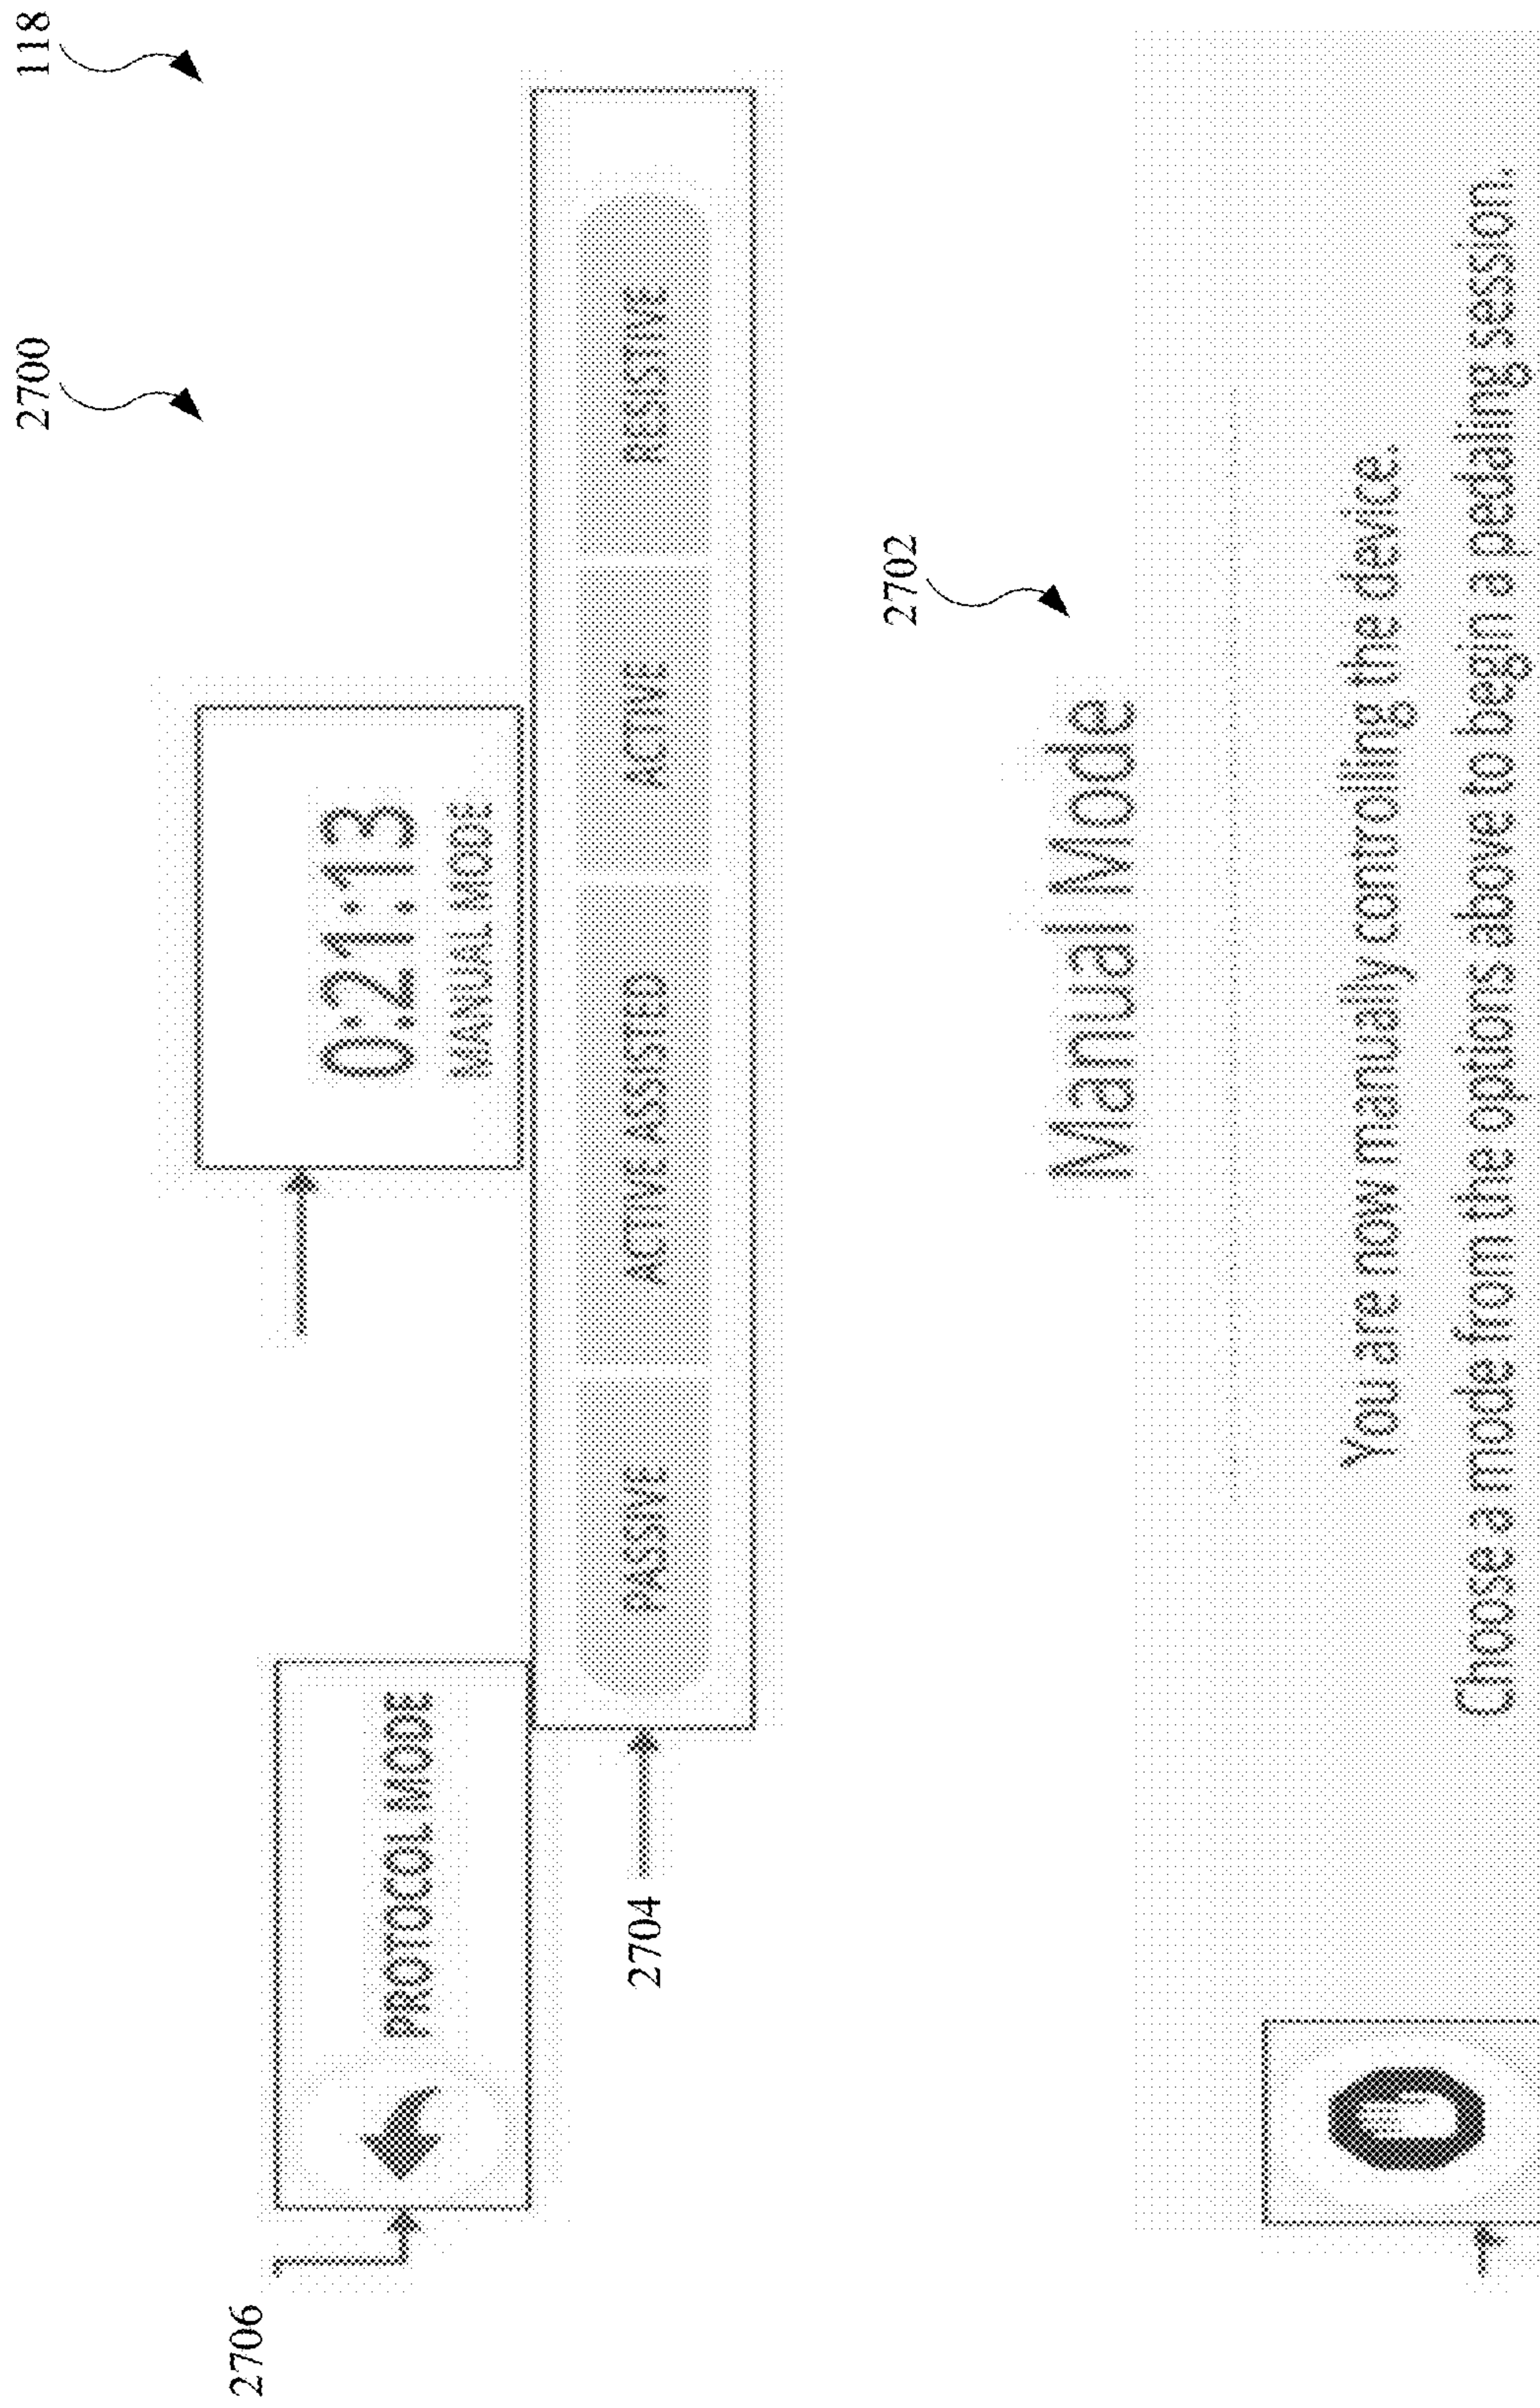 118
2700
0:21:13
MANUAL MODE
2706
PROTOCOL MODE
2704
PASSIVE
ACTIVE ASSISTED
ACTIVE
RESISTIVE
2702
Manual Mode
You are now manually controlling the device.
Choose a mode from the options above to begin a pedaling session.
0